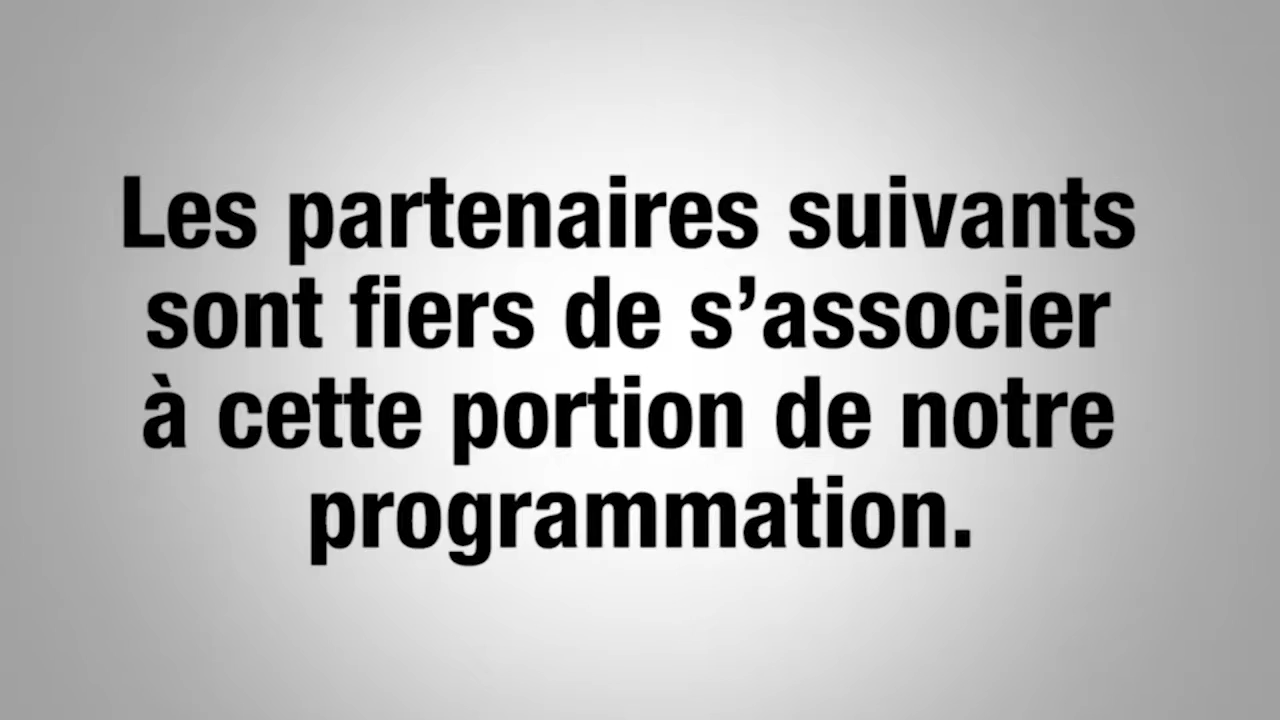 Les partenaires suivants
sont fiers de s’associer
à cette portion de notre
programmation.